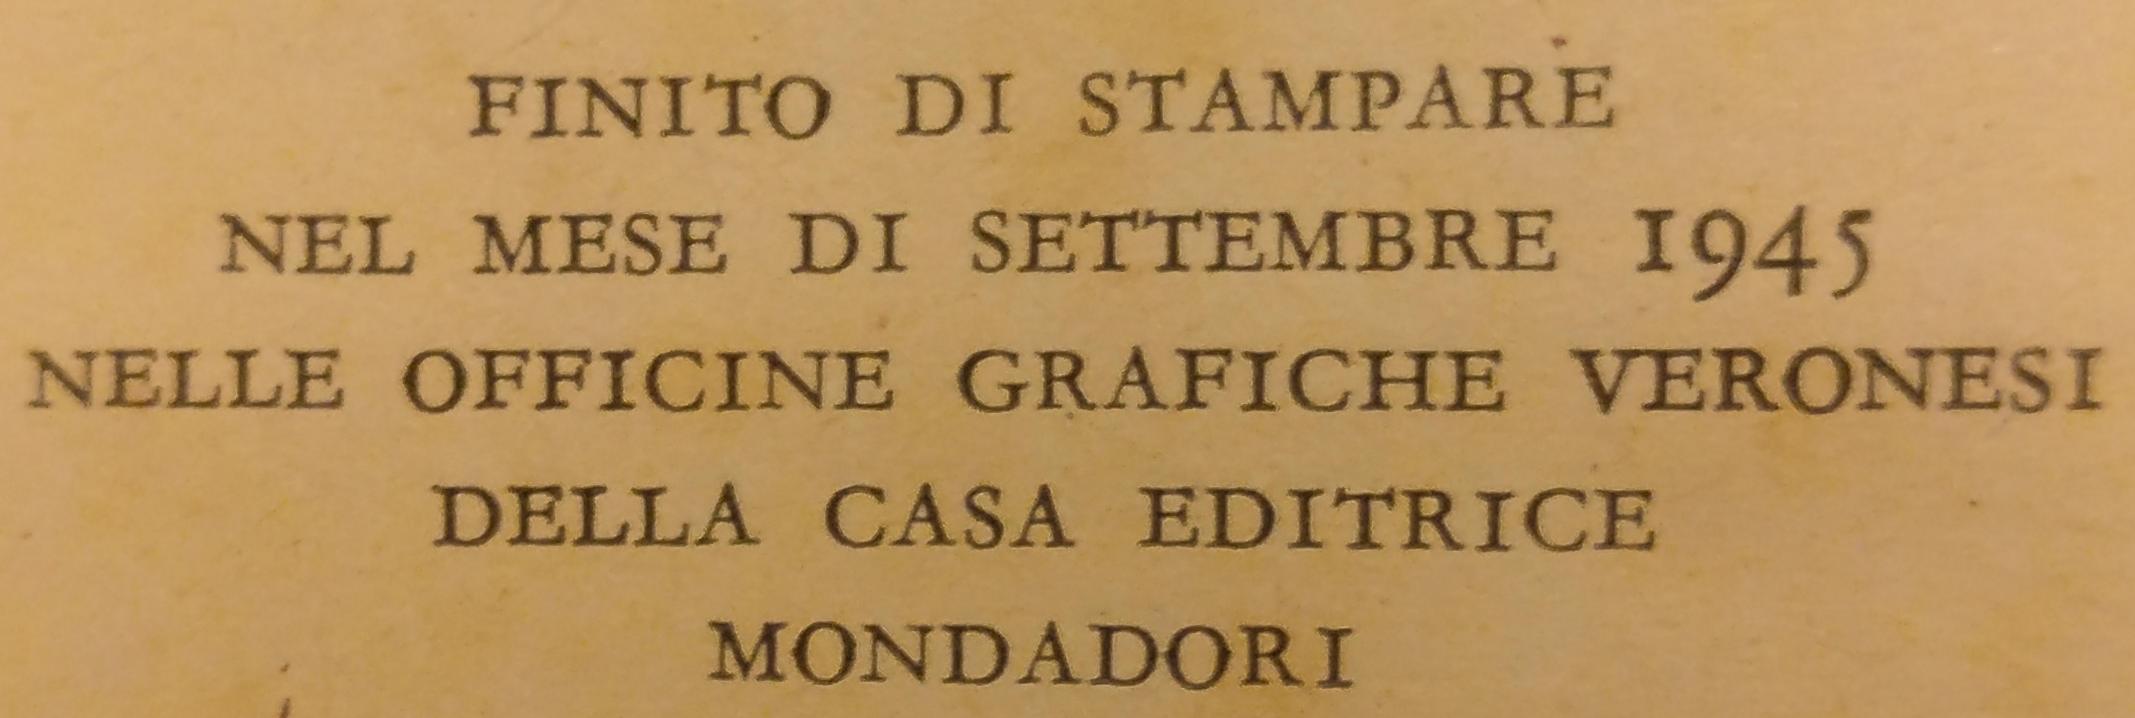 FINITO DI STAMPARE
NEL MESE DI SETTEMBRE 1945
NELLE OFFICINE GRAFICHE VERONESI
DELLA CASA EDITRICE
MONDADORI